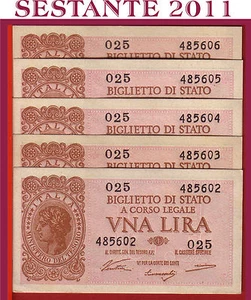 SESTANTE 2011
025 485606
BIGLIETTO DI STATO
025 485605
BIGLIETTO DI STATO
025 485604
BIGLIETTO DI STATO
025 485603
BIGLIETTO DI STATO
025 485602
BIGLIETTO DI STATO
A CORSO LEGALE
VNA LIRA
485602 025
ITALIA